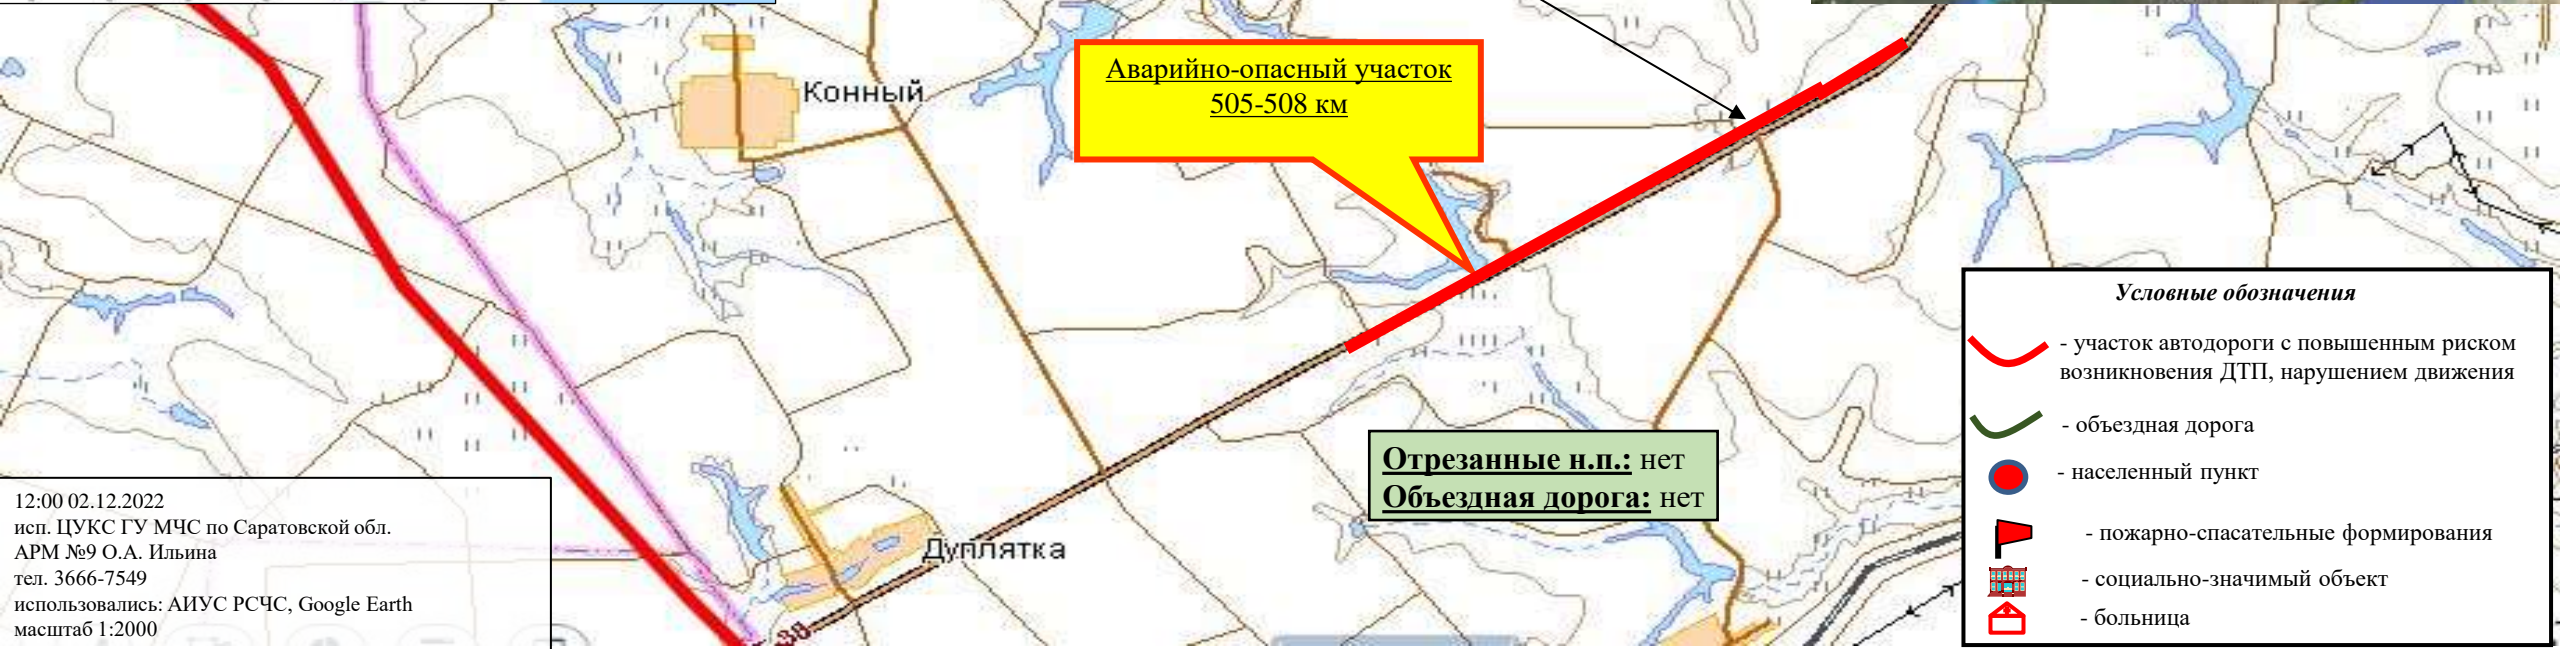 Конный
Аварийно-опасный участок
505-508 км
Условные обозначения
- участок автодороги с повышенным риском
возникновения ДТП, нарушением движения
- объездная дорога
- населенный пункт
- пожарно-спасательные формирования
- социально-значимый объект
- больница
Отрезанные н.п.: нет
Объездная дорога: нет
Дуплятка
12:00 02.12.2022
исп. ЦУКС ГУ МЧС по Саратовской обл.
АРМ №9 О.А. Ильина
тел. 3666-7549
использовались: АИУС РСЧС, Google Earth
масштаб 1:2000